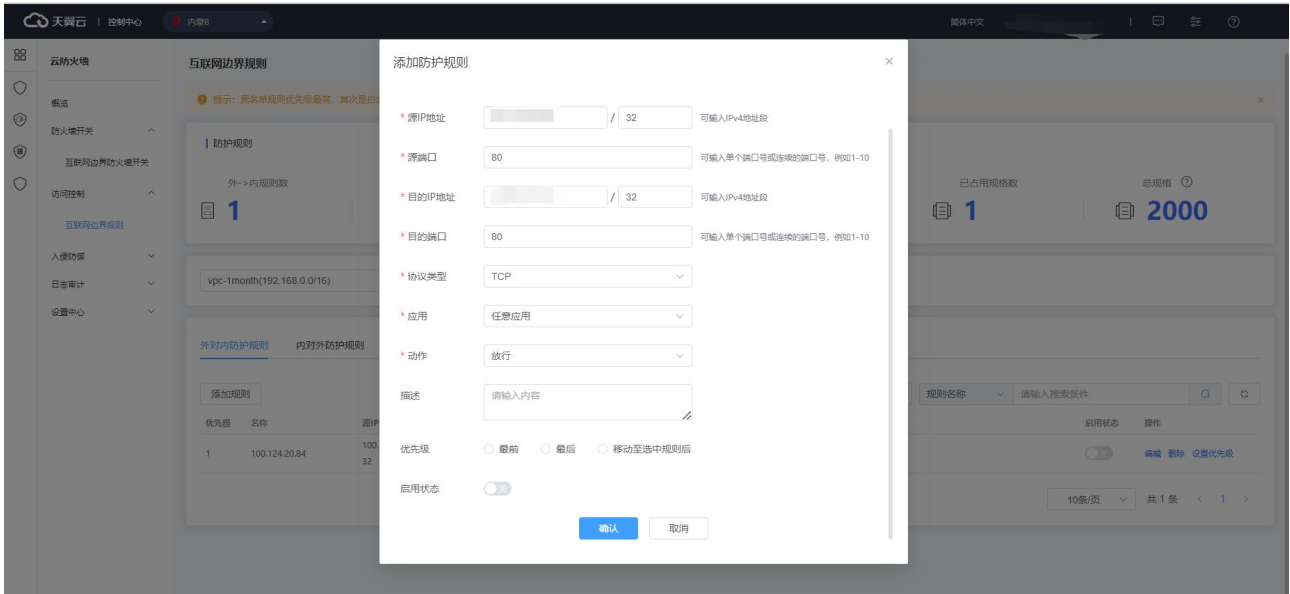 天翼云 | 控制中心 内蒙8 简体中文
云防火墙
概览
防火墙开关
互联网边界防火墙开关
访问控制
互联网边界规则
入侵防御
日志审计
设置中心
互联网边界规则
提示：黑名单规则优先级最高，其次是白
防护规则
外->内规则数
1
已占用规格数
1
总规格
2000
vpc-1month(192.168.0.0/16)
外对内防护规则 内对外防护规则
添加规则
规则名称 请输入搜索条件
优先级 名称 源IP 启用状态 操作
1 100.124.20.84 100.
32
关 编辑 删除 设置优先级
10条/页 共 1 条 < 1 >
添加防护规则
* 源IP地址 / 32 可输入IPv4地址段
* 源端口 80 可输入单个端口号或连续的端口号，例如1-10
* 目的IP地址 / 32 可输入IPv4地址段
* 目的端口 80 可输入单个端口号或连续的端口号，例如1-10
* 协议类型 TCP
* 应用 任意应用
* 动作 放行
描述 请输入内容
优先级 最前 最后 移动至选中规则后
启用状态 关
确认 取消